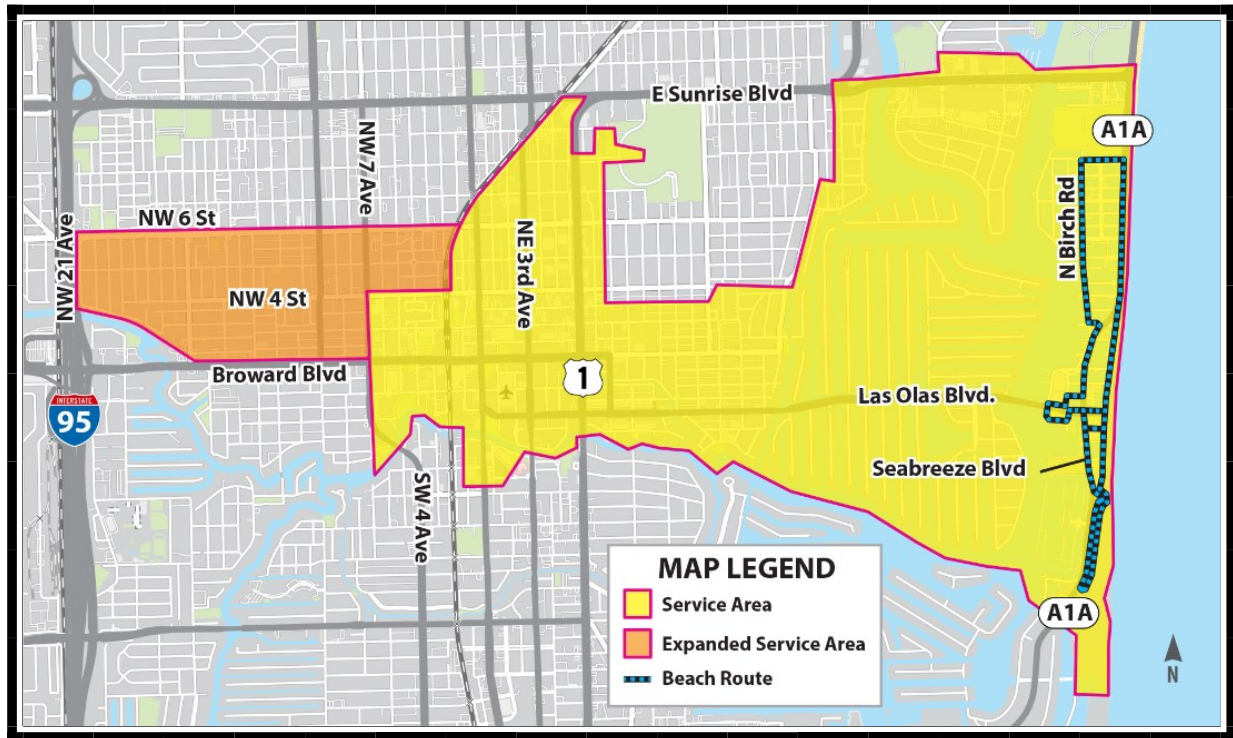 E Sunrise Blvd
A1A
NW 7 Ave
NW 6 St
NW 21 Ave
NE 3rd Ave
N Birch Rd
NW 4 St
Broward Blvd
1
INTERSTATE
95
Las Olas Blvd.
Seabreeze Blvd
SW 4 Ave
MAP LEGEND
Service Area
Expanded Service Area
Beach Route
A1A
N